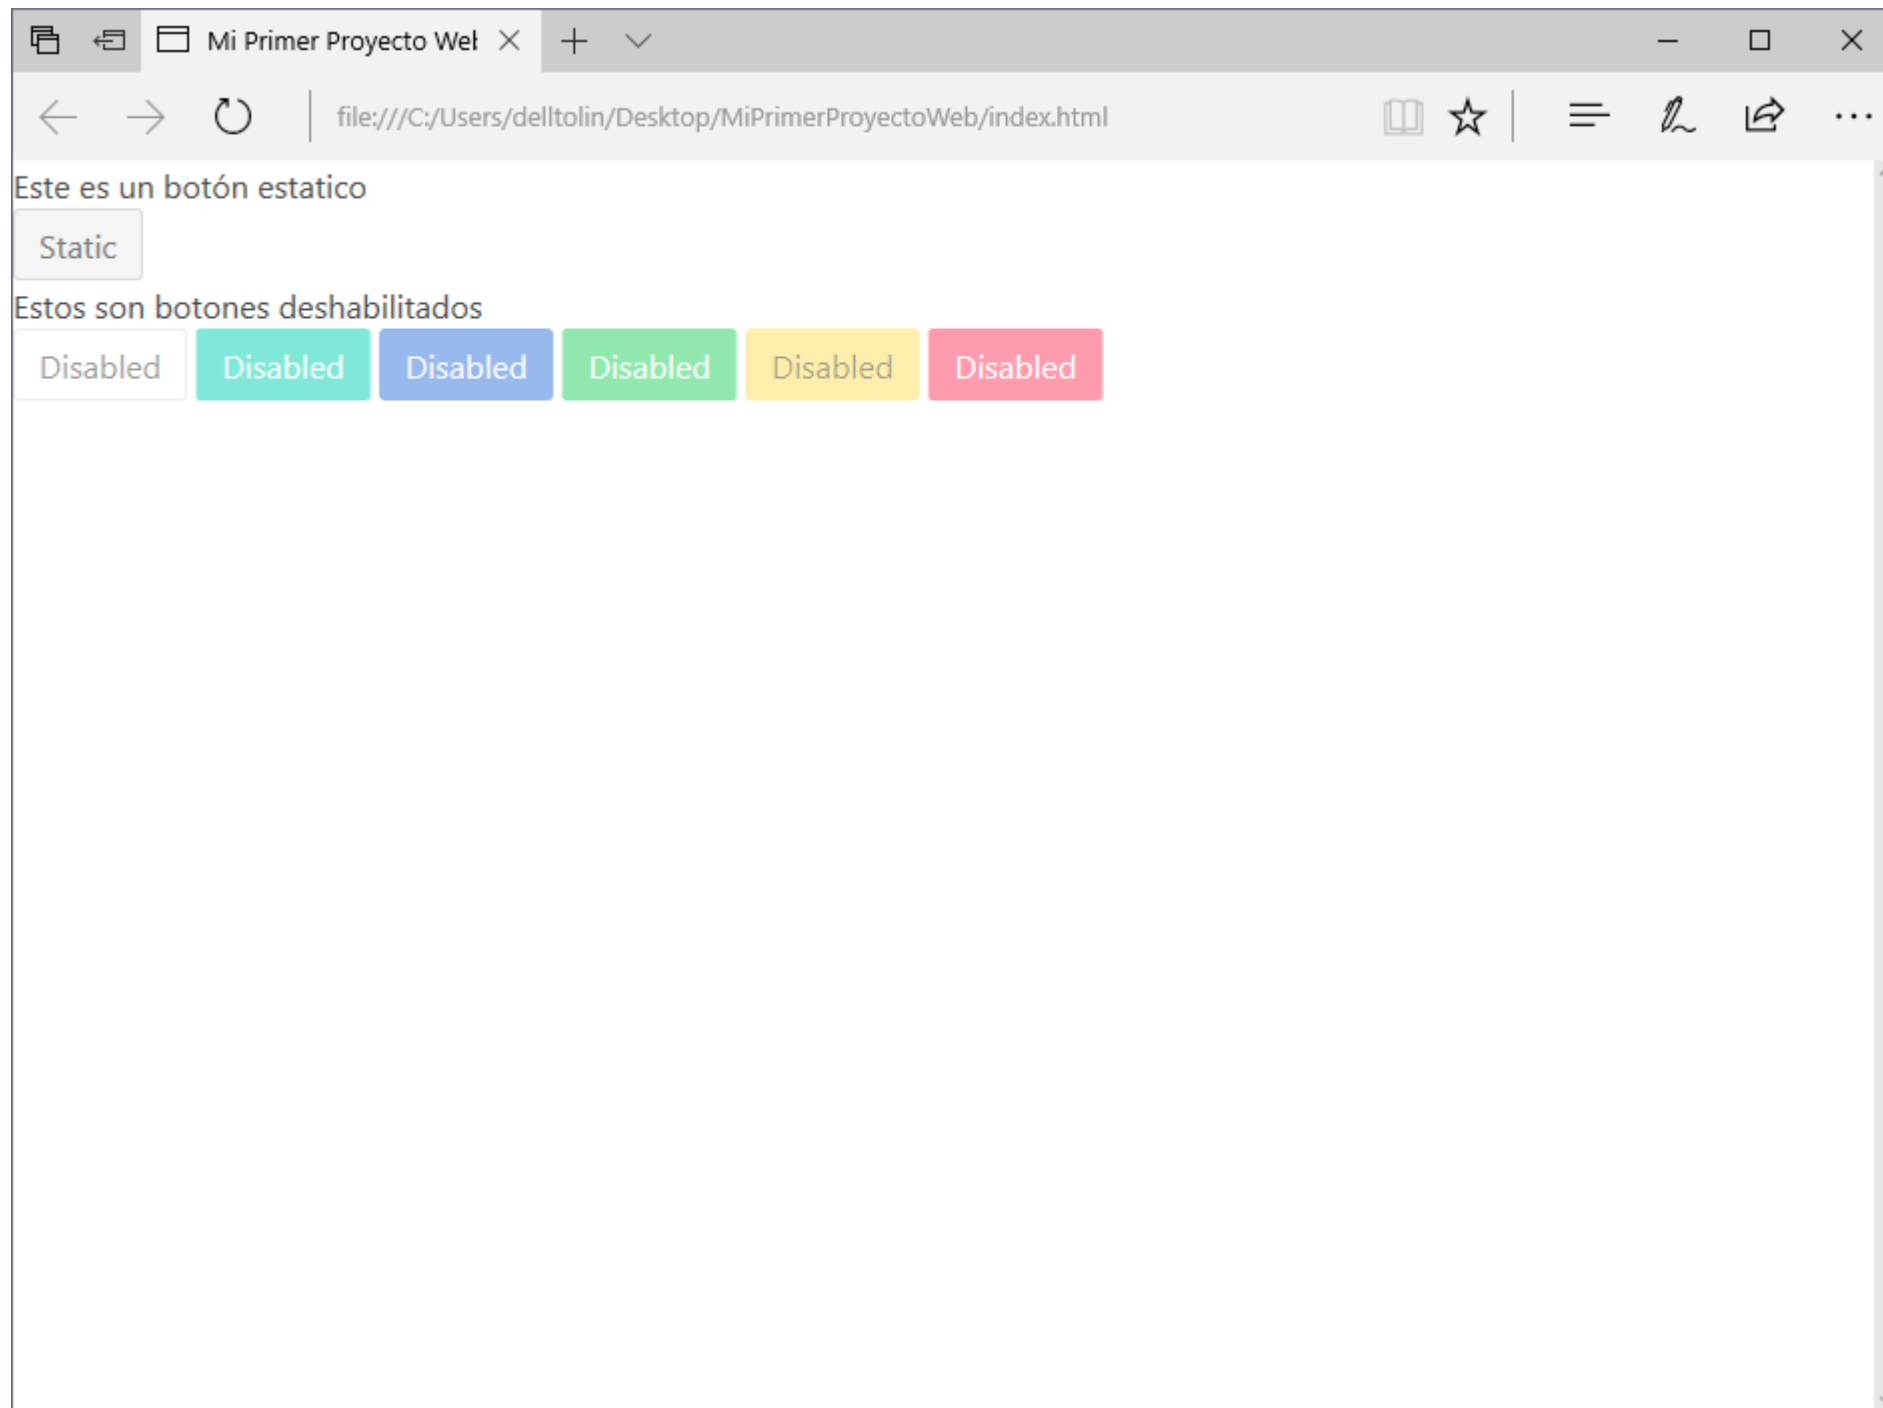 Mi Primer Proyecto Wel
file:///C:/Users/delltolin/Desktop/MiPrimerProyectoWeb/index.html
Este es un botón estatico
Static
Estos son botones deshabilitados
Disabled Disabled Disabled Disabled Disabled Disabled